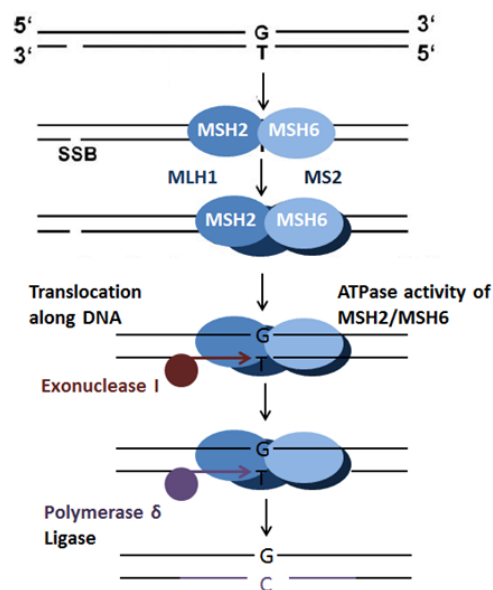 5‘ G 3‘
3‘ T 5‘
MSH2 MSH6
SSB
MLH1 MS2
MSH2 MSH6
Translocation
along DNA
ATPase activity of
MSH2/MSH6
G
T
Exonuclease I
G
T
Polymerase δ
Ligase
G
C